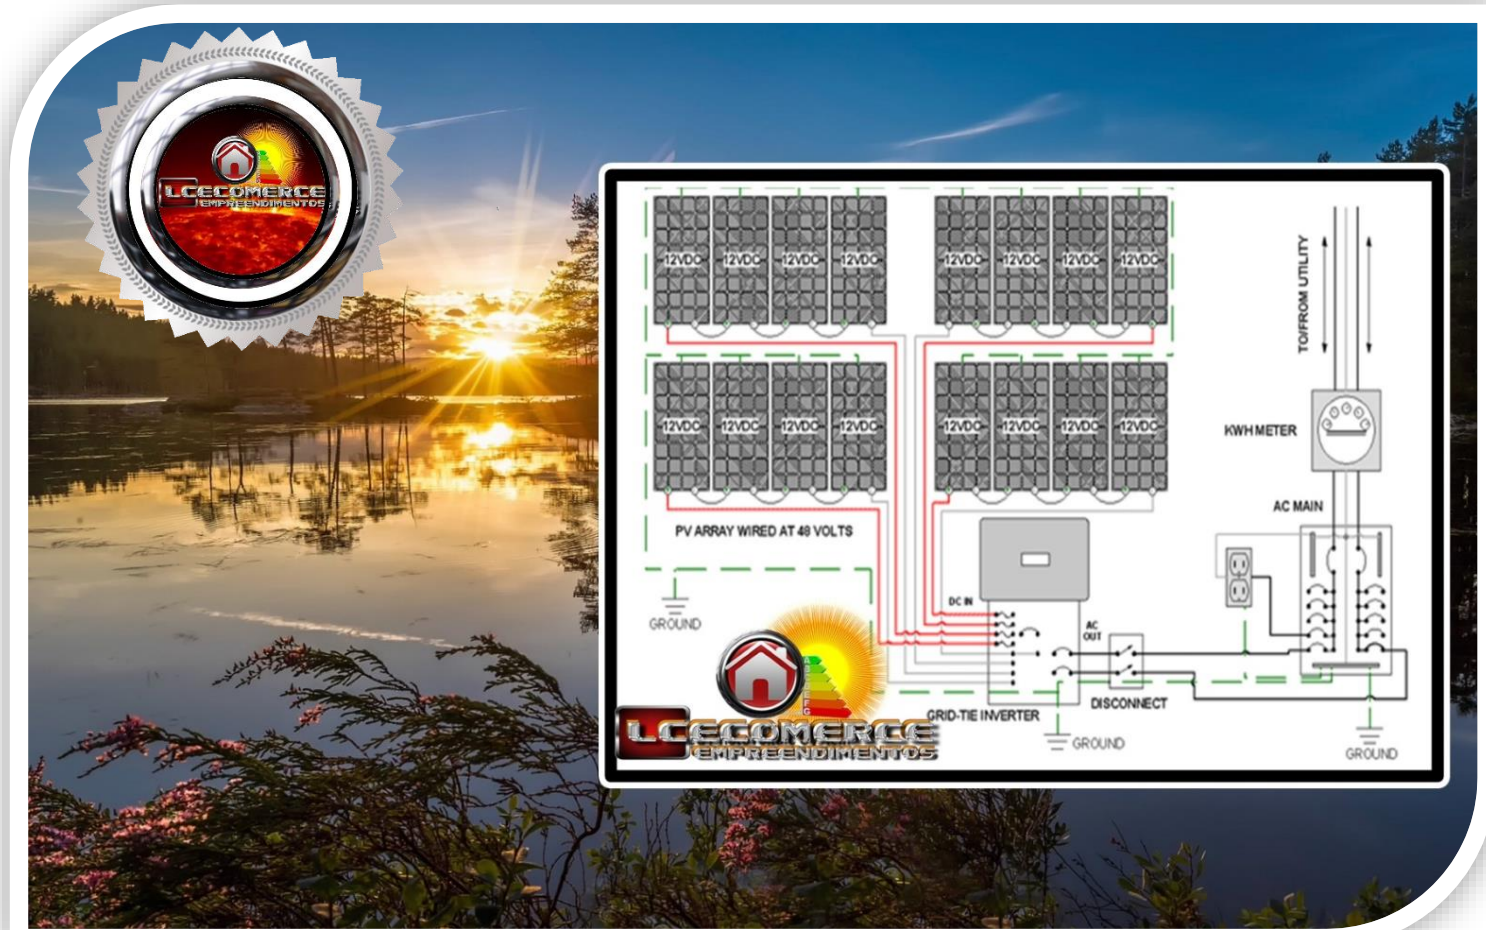 LCECOMERCE
EMPREENDIMENTOS
12VDC 12VDC 12VDC 12VDC
12VDC 12VDC 12VDC 12VDC
TO/FROM UTILITY
12VDC 12VDC 12VDC 12VDC
12VDC 12VDC 12VDC 12VDC
KWH METER
AC MAIN
PV ARRAY WIRED AT 48 VOLTS
DC IN
GROUND
AC
OUT
DISCONNECT
GRID-TIE INVERTER
GROUND
GROUND
LCECOMERCE
EMPREENDIMENTOS